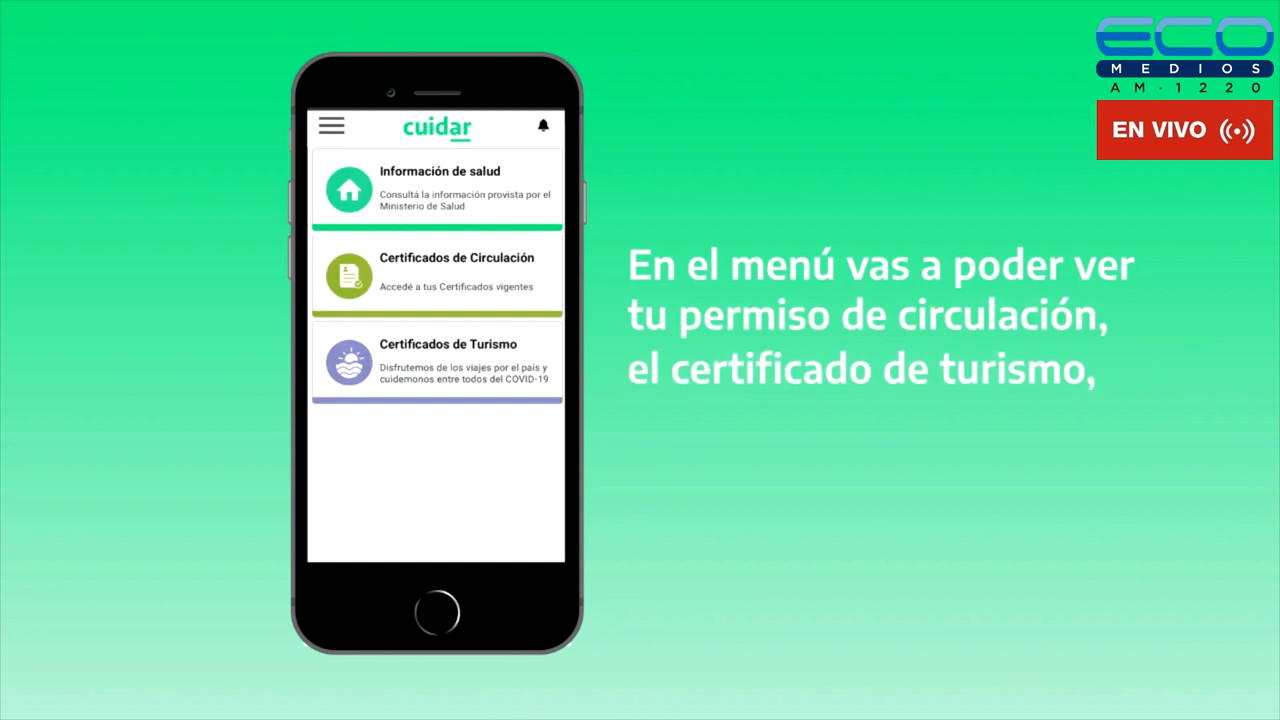 ECO
MEDIOS
AM·1220
EN VIVO
cuidar
Información de salud
Consultá la información provista por el
Ministerio de Salud
Certificados de Circulación
Accedé a tus Certificados vigentes
Certificados de Turismo
Disfrutemos de los viajes por el país y
cuidemonos entre todos del COVID-19
En el menú vas a poder ver
tu permiso de circulación,
el certificado de turismo,